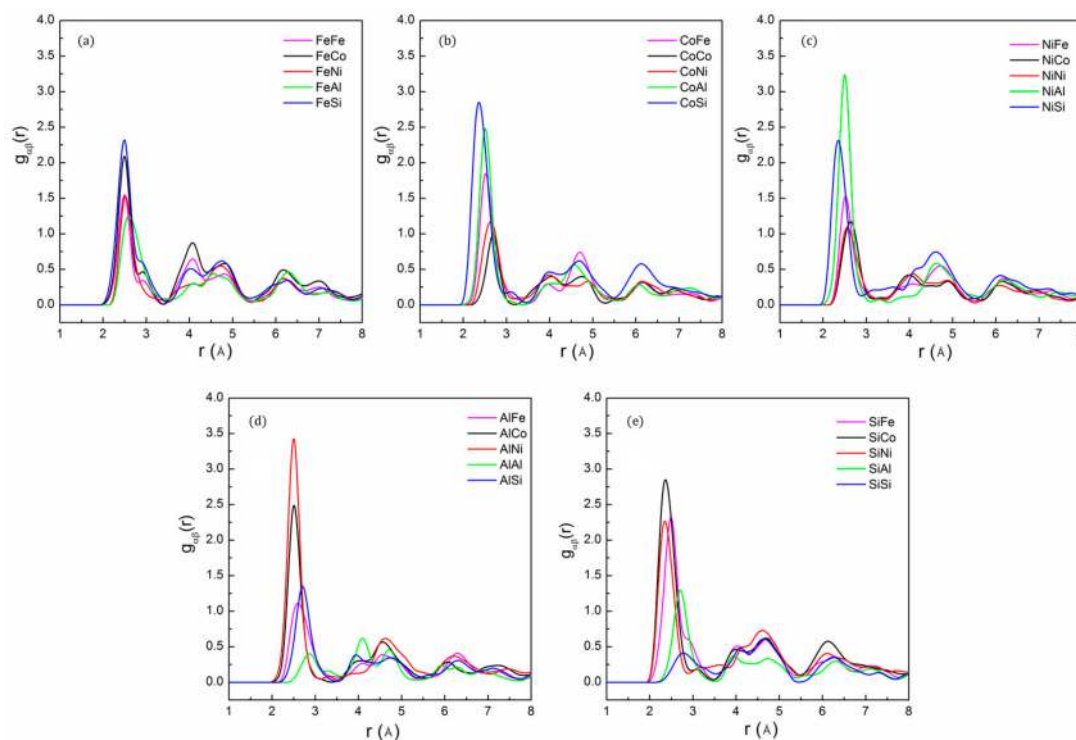 (a)
FeFe
FeCo
FeNi
FeAl
FeSi
4.0
3.5
3.0
2.5
2.0
1.5
1.0
0.5
0.0
gαβ(r)
1 2 3 4 5 6 7 8
r (Å)
(b)
CoFe
CoCo
CoNi
CoAl
CoSi
4.0
3.5
3.0
2.5
2.0
1.5
1.0
0.5
0.0
gαβ(r)
1 2 3 4 5 6 7 8
r (Å)
(c)
NiFe
NiCo
NiNi
NiAl
NiSi
4.0
3.5
3.0
2.5
2.0
1.5
1.0
0.5
0.0
gαβ(r)
1 2 3 4 5 6 7 8
r (Å)
(d)
AlFe
AlCo
AlNi
AlAl
AlSi
4.0
3.5
3.0
2.5
2.0
1.5
1.0
0.5
0.0
gαβ(r)
1 2 3 4 5 6 7 8
r (Å)
(e)
SiFe
SiCo
SiNi
SiAl
SiSi
4.0
3.5
3.0
2.5
2.0
1.5
1.0
0.5
0.0
gαβ(r)
1 2 3 4 5 6 7 8
r (Å)